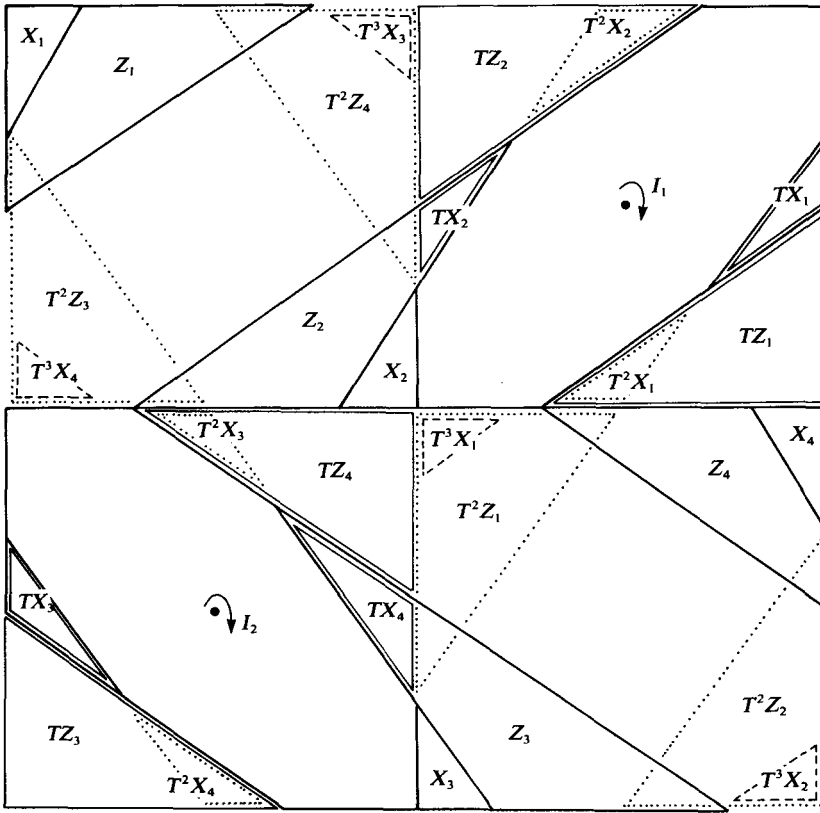 X₁
Z₁
T³X₃
TZ₂
T²X₂
T²Z₄
I₁
TX₁
TX₂
T²Z₃
Z₂
TZ₁
T³X₄
X₂
T²X₁
T²X₃
TZ₄
T³X₁
Z₄
X₄
T²Z₁
TX₃
I₂
TX₄
T²Z₂
TZ₃
Z₃
T²X₄
X₃
T³X₂